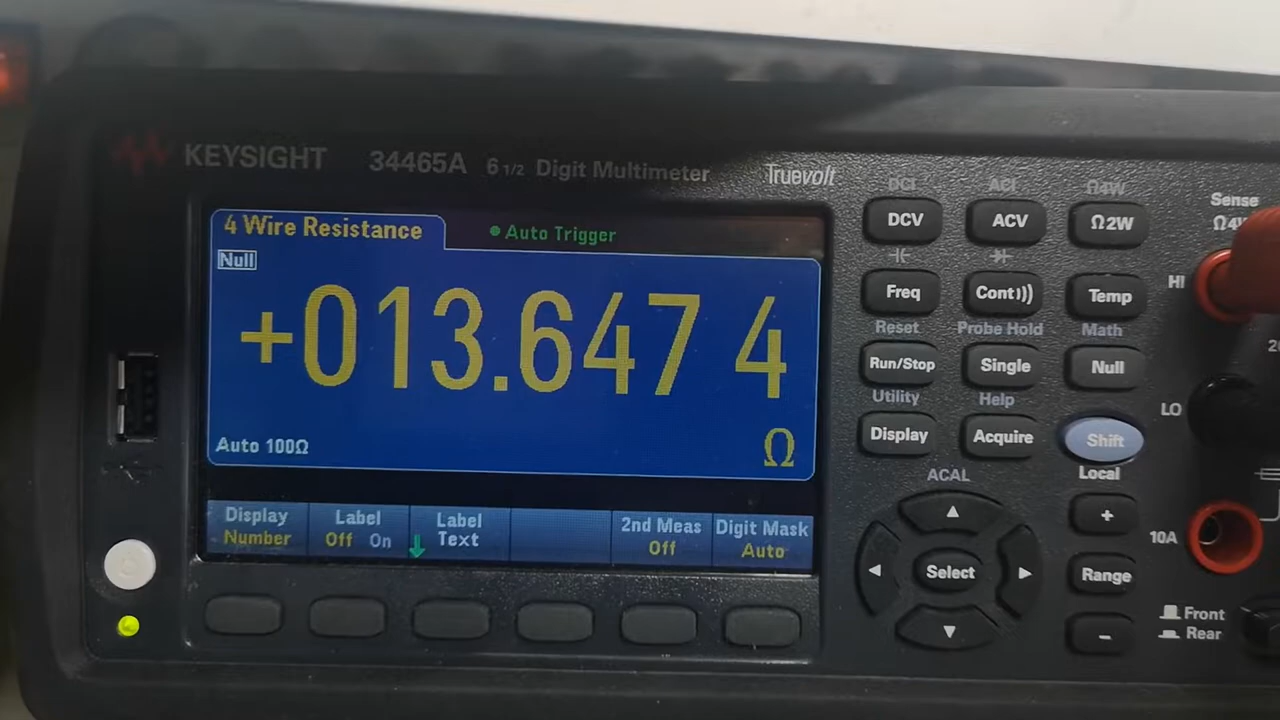 KEYSIGHT 34465A 6 1/2 Digit Multimeter Truevolt
4 Wire Resistance
● Auto Trigger
Null
+013.647 4
Ω
Auto 100Ω
Display Number
Label Off On
Label Text
2nd Meas Off
Digit Mask Auto
DCI ACI Ω4W
DCV ACV Ω2W
Freq Cont Temp
Reset Probe Hold Math
Run/Stop Single Null
Utility Help
Display Acquire Shift
ACAL Local
+
Select Range
-
Sense
Ω4W
HI
LO
10A
Front
Rear